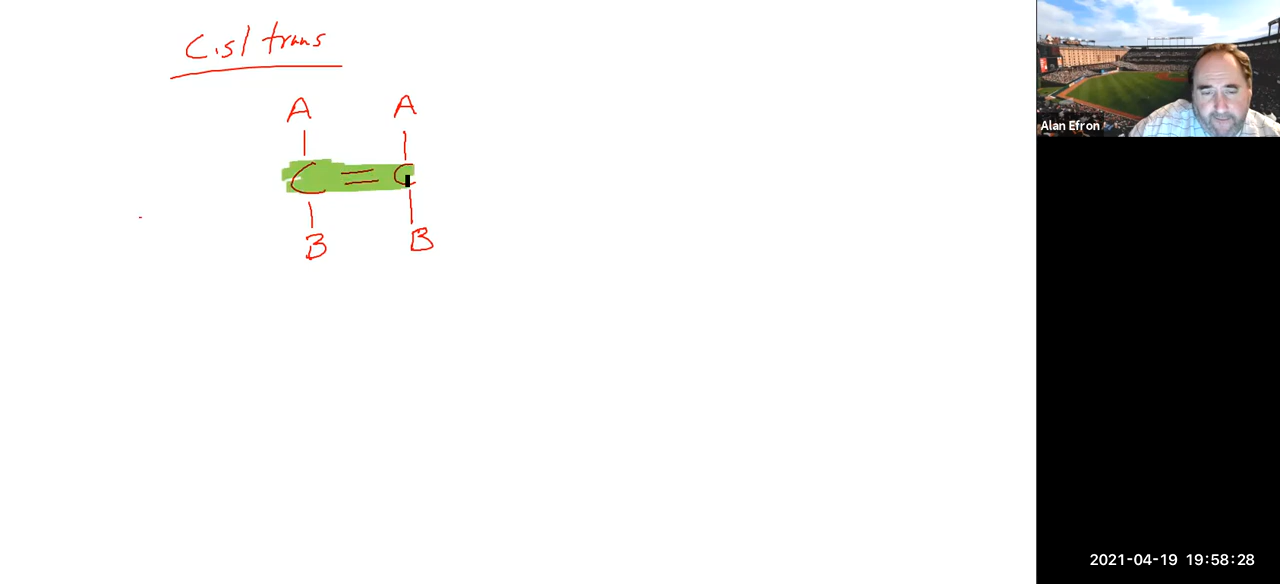 Cis/trans
A A
C = C
B B
Alan Efron
2021-04-19 19:58:28